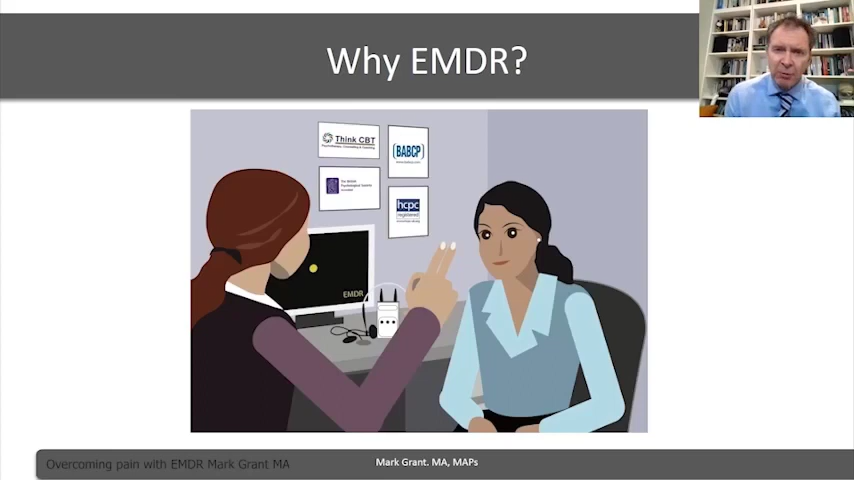 Why EMDR?
Think CBT
BABCP
hcpc
registered
EMDR
Overcoming pain with EMDR Mark Grant MA
Mark Grant. MA, MAPs